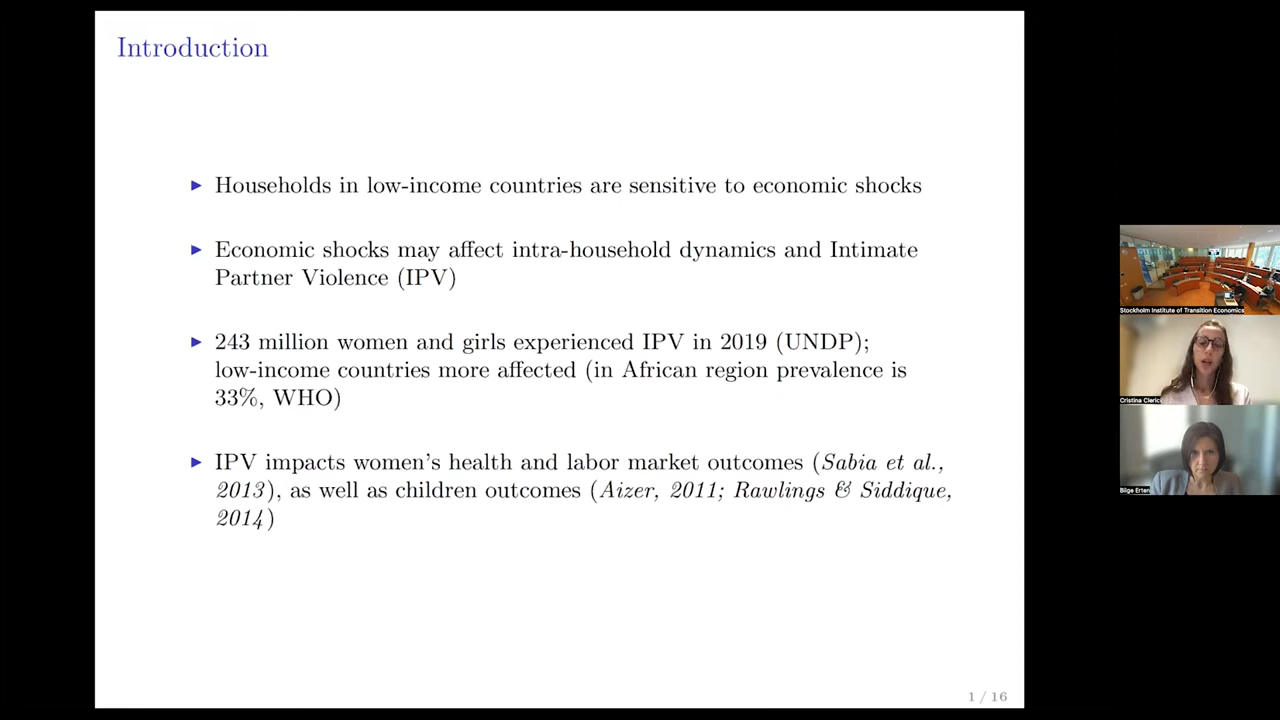 Introduction
▶ Households in low-income countries are sensitive to economic shocks
▶ Economic shocks may affect intra-household dynamics and Intimate
Partner Violence (IPV)
▶ 243 million women and girls experienced IPV in 2019 (UNDP);
low-income countries more affected (in African region prevalence is
33%, WHO)
▶ IPV impacts women's health and labor market outcomes (Sabia et al.,
2013), as well as children outcomes (Aizer, 2011; Rawlings & Siddique,
2014)
1 / 16
Stockholm Institute of Transition Economics
Cristina Clerici
Bilge Erten